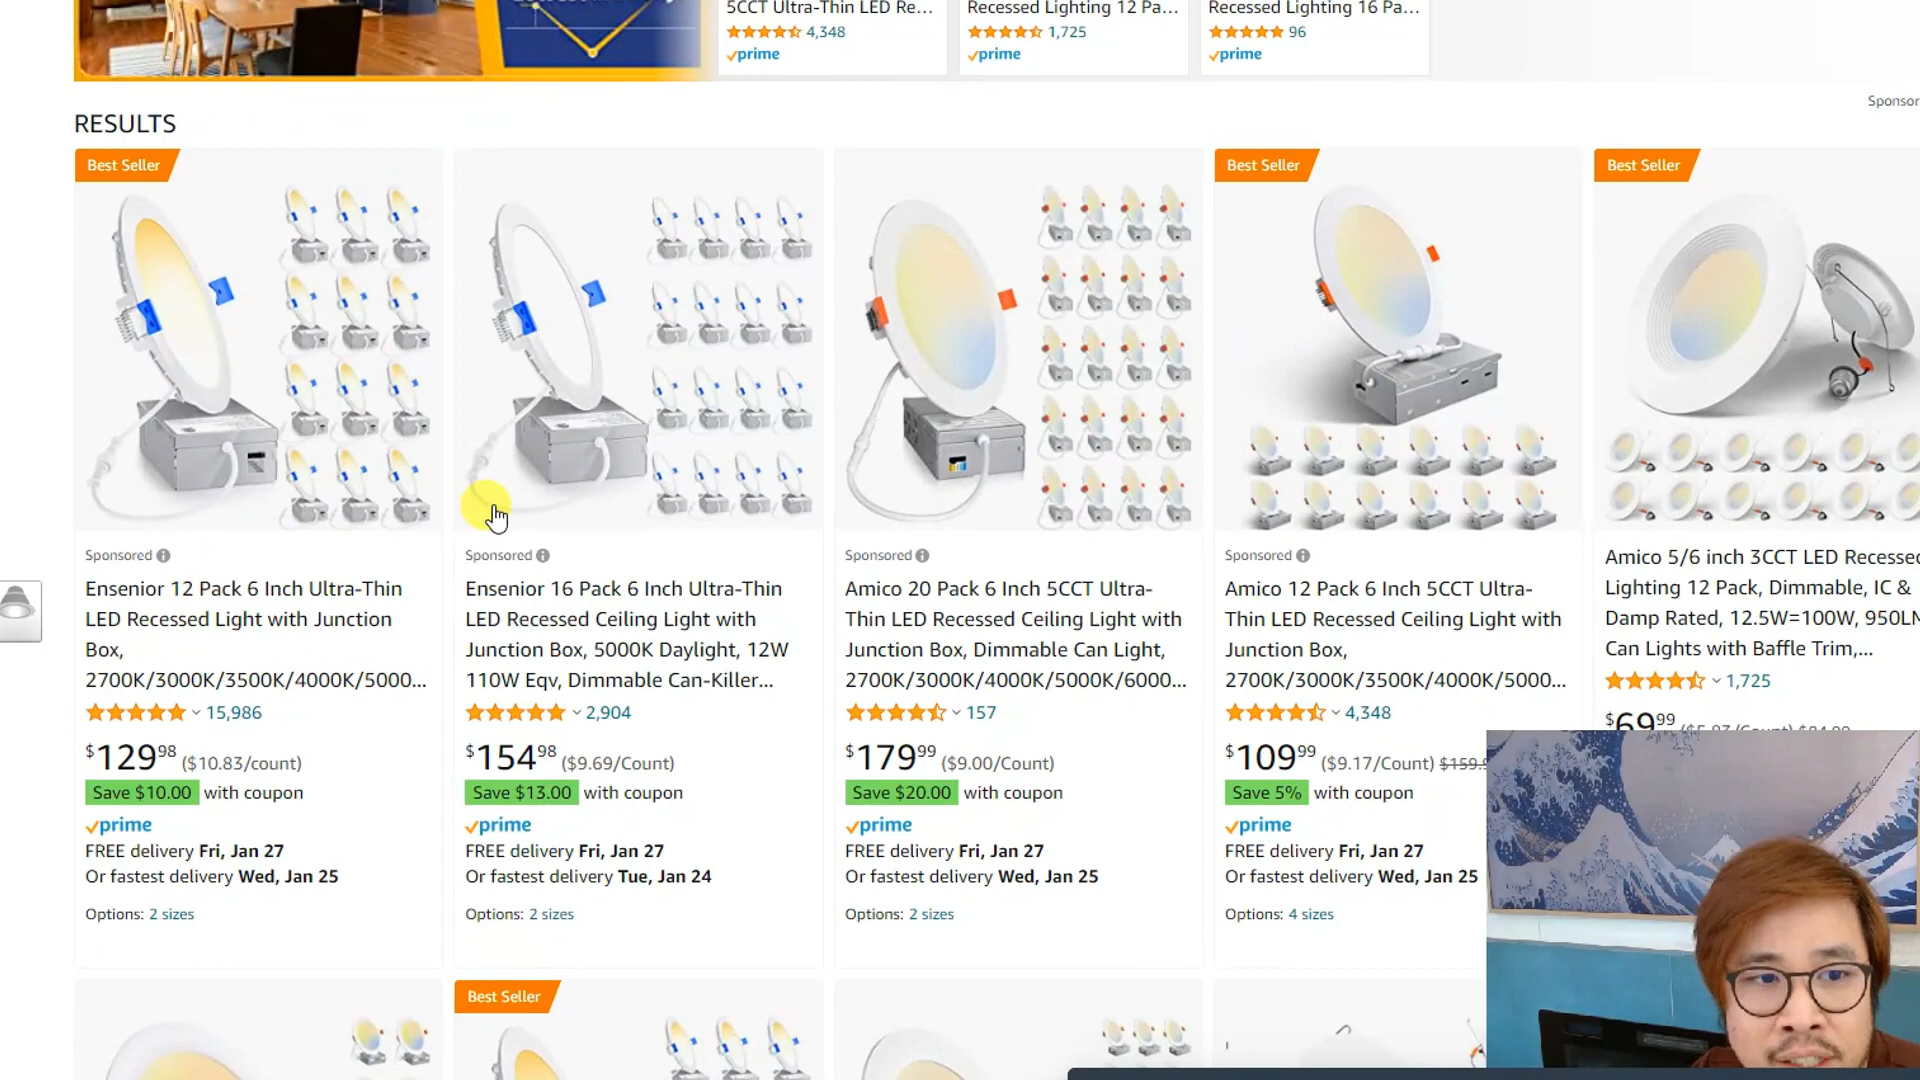 5CCT Ultra-Thin LED Re...
4,348
prime
Recessed Lighting 12 Pa...
1,725
prime
Recessed Lighting 16 Pa...
96
prime
Sponsor
RESULTS
Best Seller
Sponsored
Ensenior 12 Pack 6 Inch Ultra-Thin
LED Recessed Light with Junction
Box,
2700K/3000K/3500K/4000K/5000...
15,986
$129.98 ($10.83/count)
Save $10.00 with coupon
prime
FREE delivery Fri, Jan 27
Or fastest delivery Wed, Jan 25
Options: 2 sizes
Sponsored
Ensenior 16 Pack 6 Inch Ultra-Thin
LED Recessed Ceiling Light with
Junction Box, 5000K Daylight, 12W
110W Eqv, Dimmable Can-Killer...
2,904
$154.98 ($9.69/Count)
Save $13.00 with coupon
prime
FREE delivery Fri, Jan 27
Or fastest delivery Tue, Jan 24
Options: 2 sizes
Sponsored
Amico 20 Pack 6 Inch 5CCT Ultra-
Thin LED Recessed Ceiling Light with
Junction Box, Dimmable Can Light,
2700K/3000K/4000K/5000K/6000...
157
$179.99 ($9.00/Count)
Save $20.00 with coupon
prime
FREE delivery Fri, Jan 27
Or fastest delivery Wed, Jan 25
Options: 2 sizes
Best Seller
Sponsored
Amico 12 Pack 6 Inch 5CCT Ultra-
Thin LED Recessed Ceiling Light with
Junction Box,
2700K/3000K/3500K/4000K/5000...
4,348
$109.99 ($9.17/Count) $159.9
Save 5% with coupon
prime
FREE delivery Fri, Jan 27
Or fastest delivery Wed, Jan 25
Options: 4 sizes
Best Seller
Amico 5/6 inch 3CCT LED Recessed
Lighting 12 Pack, Dimmable, IC &
Damp Rated, 12.5W=100W, 950LM
Can Lights with Baffle Trim,...
1,725
$69.99
Best Seller